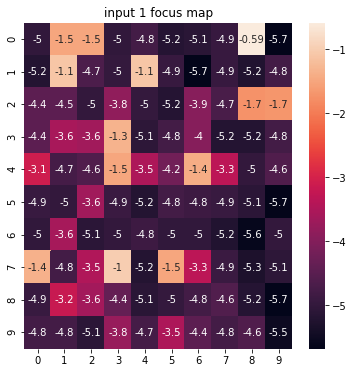 input 1 focus map
0 -5 -1.5 -1.5 -5 -4.8 -5.2 -5.1 -0.59 -5.7
1 -5.2 -1.1 -4.7 -5 -1.1 -4.9 -5.7 -4.9 -5.2 -4.8
2 -4.4 -4.5 -5 -3.8 -5 -5.2 -3.9 -4.7 -1.7 -1.7
3 -4.4 -3.6 -3.6 -1.3 -5.1 -4.8 -4 -5.2 -5.2 -4.8
4 -3.1 -4.7 -4.6 -1.5 -3.5 -4.2 -1.4 -3.3 -5 -4.6
5 -4.9 -5 -3.6 -4.9 -5.2 -4.8 -4.8 -4.9 -5.1 -5.7
6 -5 -3.6 -5.1 -5 -4.8 -5 -5 -5.2 -5.6 -5
7 -1.4 -4.8 -3.5 -1 -5.2 -1.5 -3.3 -4.9 -5.3 -5.1
8 -4.9 -3.2 -3.6 -4.4 -5.1 -5 -4.8 -4.6 -5.2 -5.7
9 -4.8 -4.8 -5.1 -3.8 -4.7 -3.5 -4.4 -4.8 -4.6 -5.5
0 1 2 3 4 5 6 7 8 9
−1
−2
−3
−4
−5